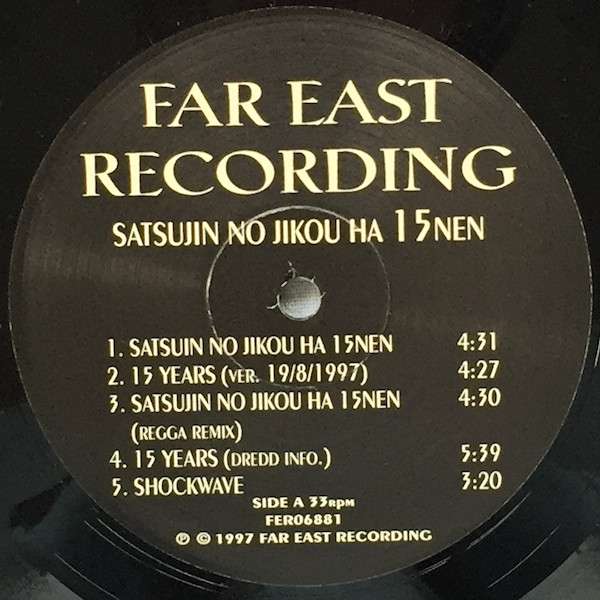 FAR EAST
RECORDING
SATSUJIN NO JIKOU HA 15NEN
1. SATSUIN NO JIKOU HA 15NEN 4:31
2. 15 YEARS (VER. 19/8/1997) 4:27
3. SATSUJIN NO JIKOU HA 15NEN 4:30
(REGGA REMIX)
4. 15 YEARS (DREDD INFO.) 5:39
5. SHOCKWAVE 3:20
SIDE A 33RPM
FER06881
℗ © 1997 FAR EAST RECORDING